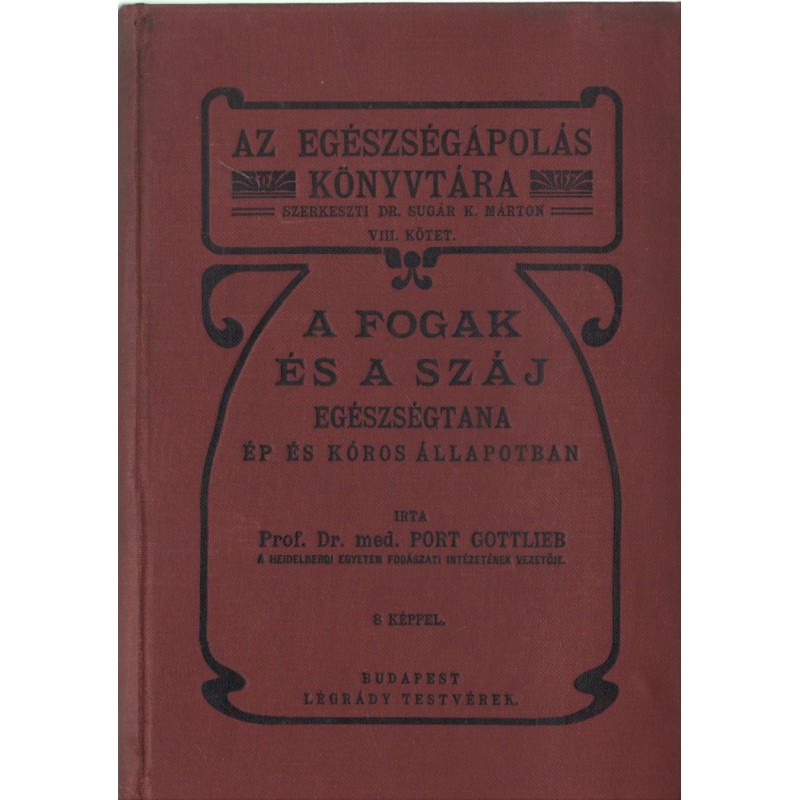 AZ EGÉSZSÉGÁPOLÁS
KÖNYVTÁRA
SZERKESZTI DR. SUGÁR K. MÁRTON
VIII. KÖTET.
A FOGAK
ÉS A SZÁJ
EGÉSZSÉGTANA
ÉP ÉS KÓROS ÁLLAPOTBAN
IRTA
Prof. Dr. med. PORT GOTTLIEB
A HEIDELBERGI EGYETEM FOGÁSZATI INTÉZETÉNEK VEZETŐJE.
8 KÉPPEL.
BUDAPEST
LÉGRÁDY TESTVÉREK.